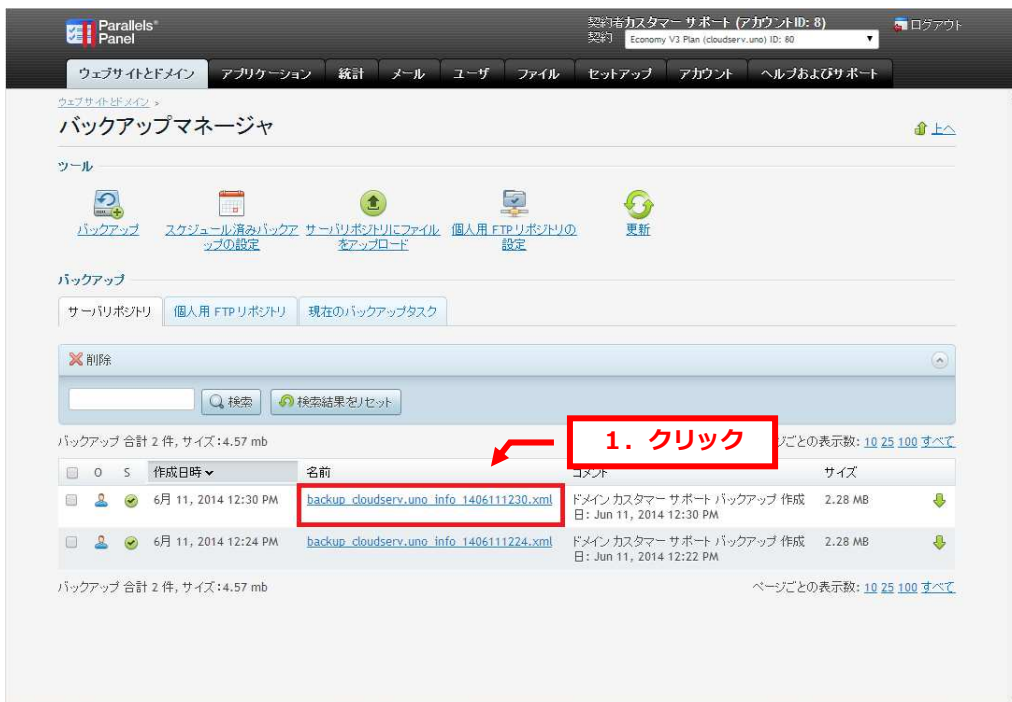 Parallels®
Panel
契約者カスタマー サポート (アカウントID: 8)
契約 Economy V3 Plan (cloudserv.uno) ID: 80
ログアウト
ウェブサイトとドメイン アプリケーション 統計 メール ユーザ ファイル セットアップ アカウント ヘルプおよびサポート
ウェブサイトとドメイン >
バックアップマネージャ
上へ
ツール
バックアップ
スケジュール済みバックア
ップの設定
サーバリポジトリにファイル
をアップロード
個人用 FTPリポジトリの
設定
更新
バックアップ
サーバリポジトリ 個人用 FTPリポジトリ 現在のバックアップタスク
削除
検索 検索結果をリセット
バックアップ 合計 2 件, サイズ:4.57 mb
1. クリック
ごとの表示数: 10 25 100 すべて
O S 作成日時 名前 コメント サイズ
6月 11, 2014 12:30 PM backup_cloudserv.uno_info_1406111230.xml ドメイン カスタマー サポート バックアップ 作成 2.28 MB
日: Jun 11, 2014 12:30 PM
6月 11, 2014 12:24 PM backup_cloudserv.uno_info_1406111224.xml ドメイン カスタマー サポート バックアップ 作成 2.28 MB
日: Jun 11, 2014 12:22 PM
バックアップ 合計 2 件, サイズ:4.57 mb
ページごとの表示数: 10 25 100 すべて